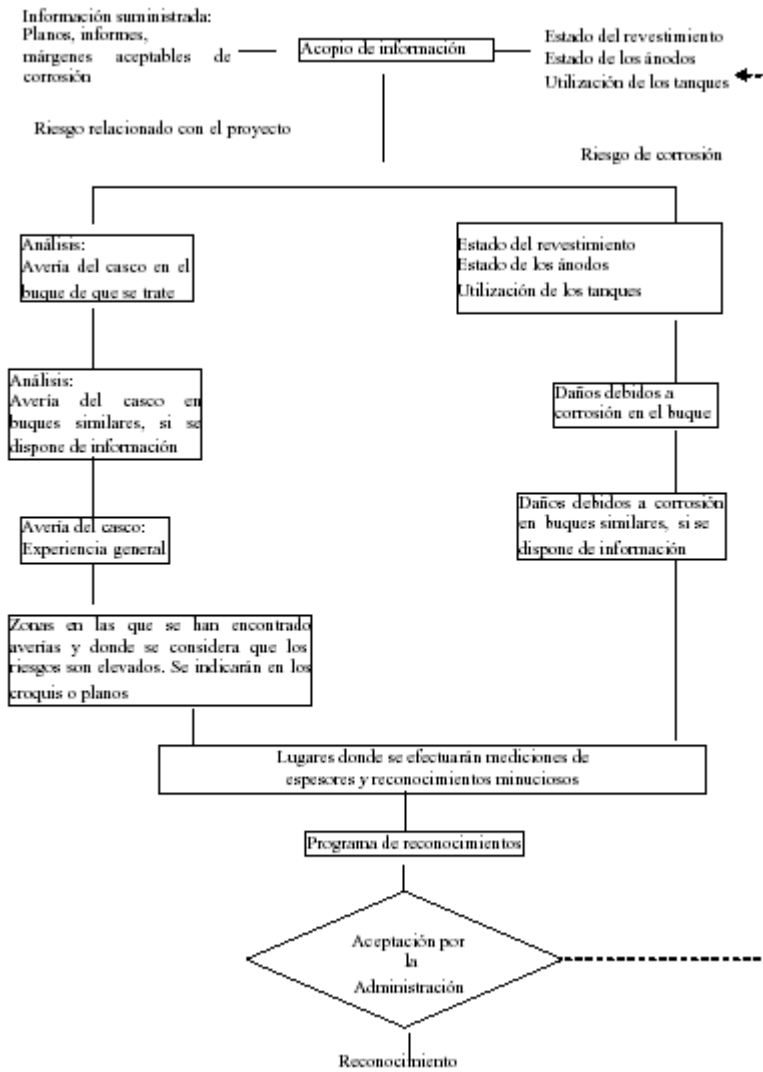 Información suministrada:
Planos, informes,
márgenes aceptables de
corrosión
Acopio de información
Estado del revestimiento
Estado de los ánodos
Utilización de los tanques
Riesgo relacionado con el proyecto
Riesgo de corrosión
Análisis:
Avería del casco en el
buque de que se trate
Estado del revestimiento
Estado de los ánodos
Utilización de los tanques
Análisis:
Avería del casco en
buques similares, si se
dispone de información
Daños debidos a
corrosión en el buque
Avería del casco:
Experiencia general
Daños debidos a corrosión
en buques similares, si se
dispone de información
Zonas en las que se han encontrado
averías y donde se considera que los
riesgos son elevados. Se indicarán en los
croquis o planos
Lugares donde se efectuarán mediciones de
espesores y reconocimientos minuciosos
Programa de reconocimientos
Aceptación por
la
Administración
Reconocimiento